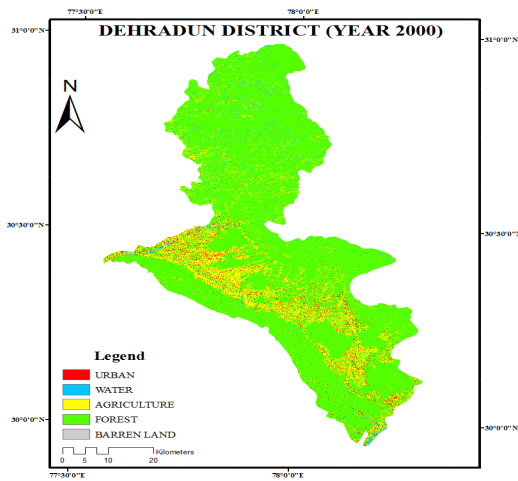 77°30'0"E 78°0'0"E
DEHRADUN DISTRICT (YEAR 2000)
31°0'0"N 31°0'0"N
N
30°30'0"N 30°30'0"N
Legend
URBAN
WATER
AGRICULTURE
FOREST
BARREN LAND
30°0'0"N 30°0'0"N
Kilometers
0 5 10 20
77°30'0"E 78°0'0"E